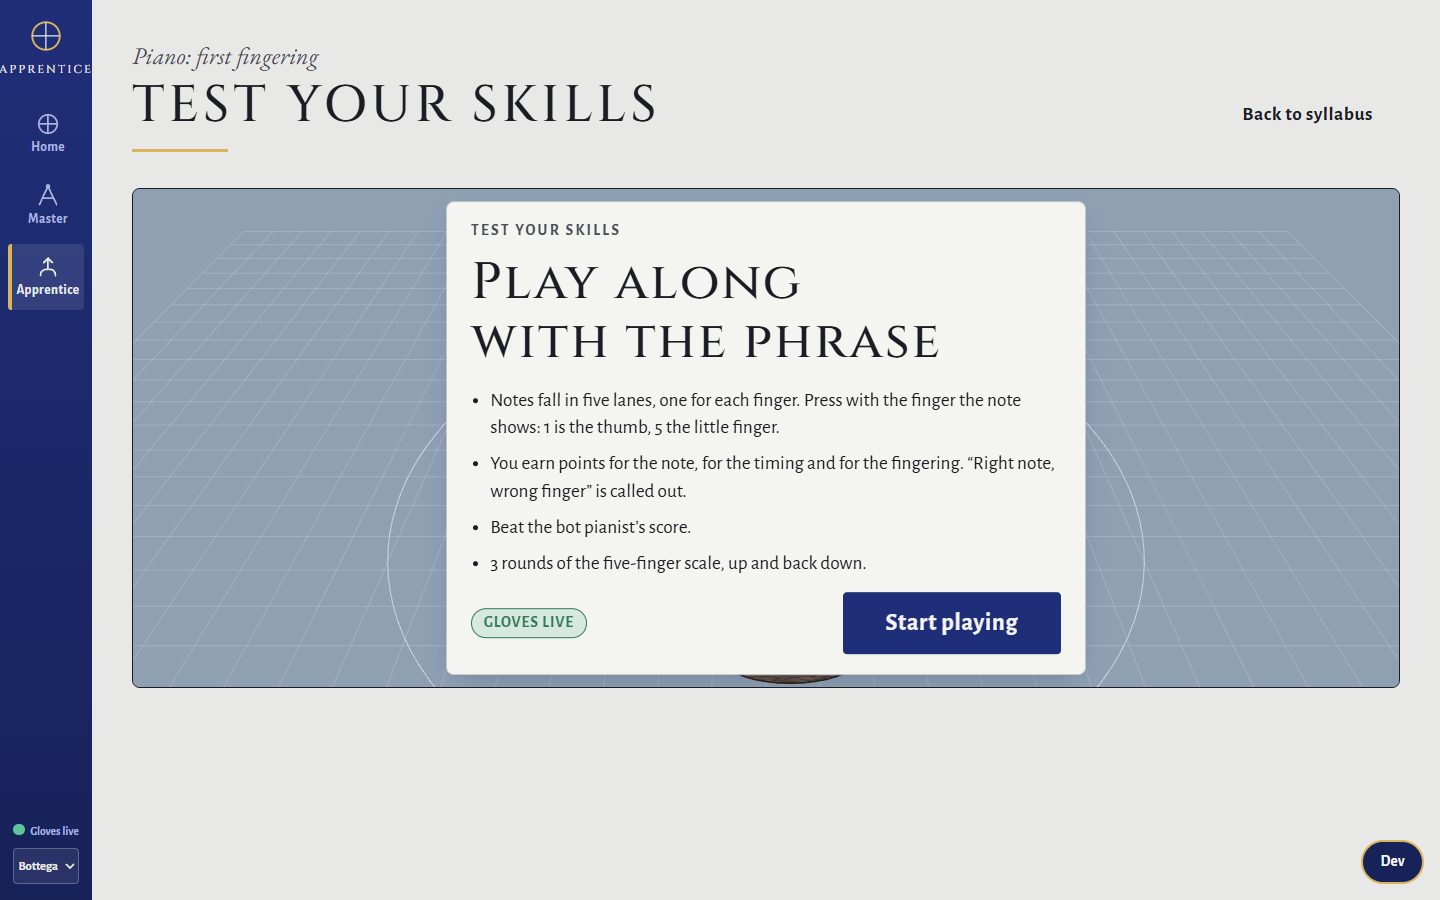 APPRENTICE
Home
Master
Apprentice
Gloves live
Bottega
Piano: first fingering
TEST YOUR SKILLS
Back to syllabus
TEST YOUR SKILLS
PLAY ALONG
WITH THE PHRASE
• Notes fall in five lanes, one for each finger. Press with the finger the note
shows: 1 is the thumb, 5 the little finger.
• You earn points for the note, for the timing and for the fingering. “Right note,
wrong finger” is called out.
• Beat the bot pianist’s score.
• 3 rounds of the five-finger scale, up and back down.
GLOVES LIVE
Start playing
Dev